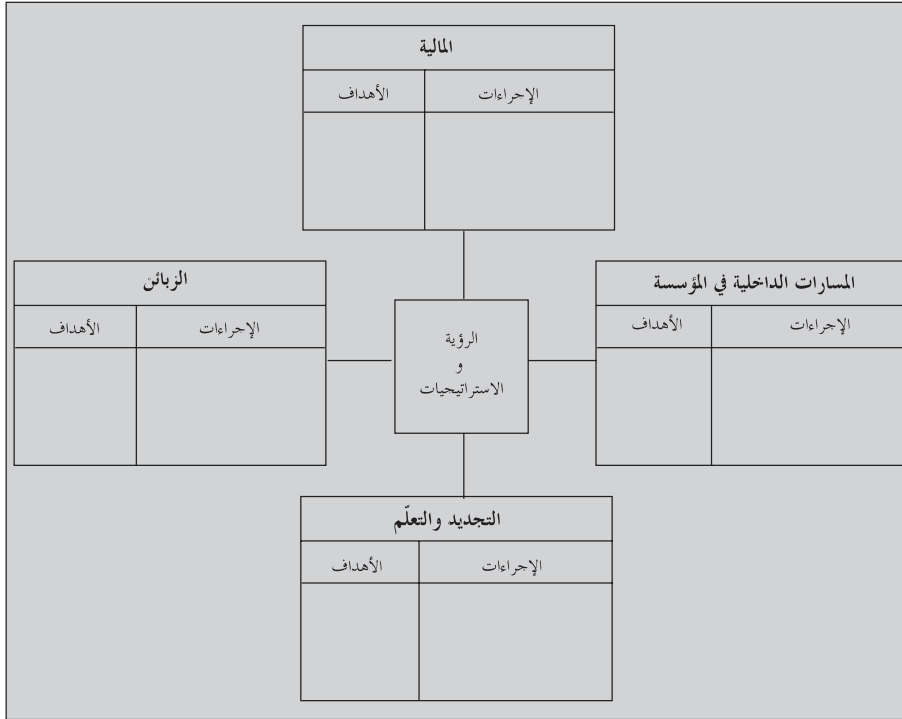 المالية
الإجراءات الأهداف
المسارات الداخلية في المؤسسة
الإجراءات الأهداف
الزبائن
الإجراءات الأهداف
الرؤية
و
الاستراتيجيات
التجديد والتعلّم
الإجراءات الأهداف